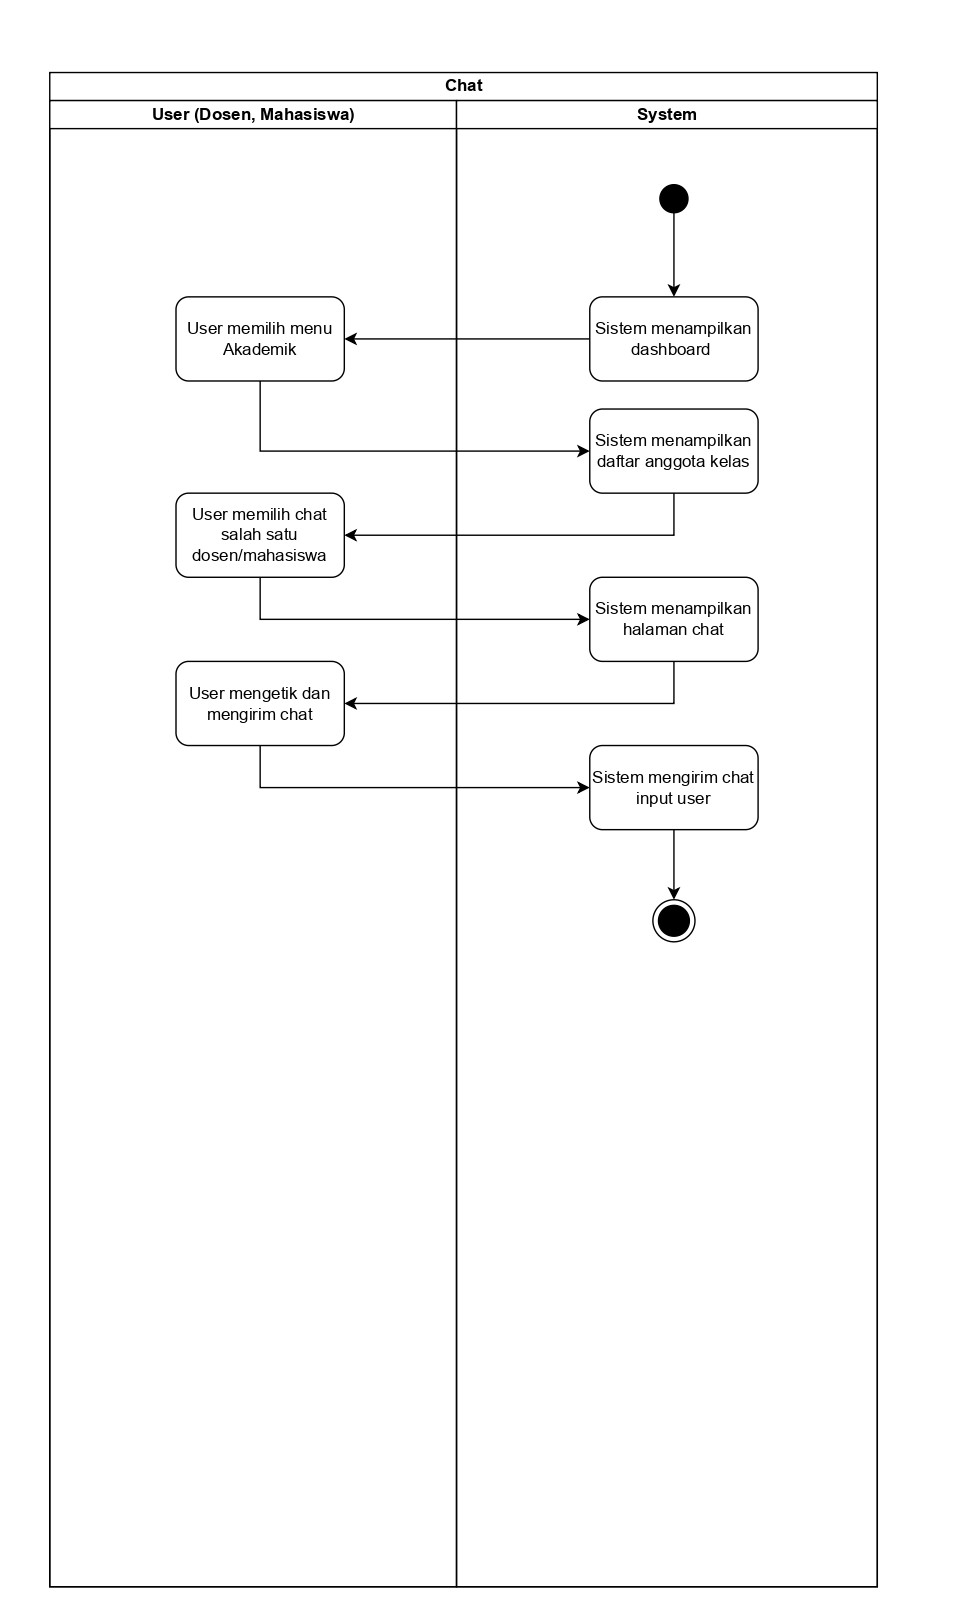 Chat
User (Dosen, Mahasiswa)
System
Sistem menampilkan
dashboard
User memilih menu
Akademik
Sistem menampilkan
daftar anggota kelas
User memilih chat
salah satu
dosen/mahasiswa
Sistem menampilkan
halaman chat
User mengetik dan
mengirim chat
Sistem mengirim chat
input user